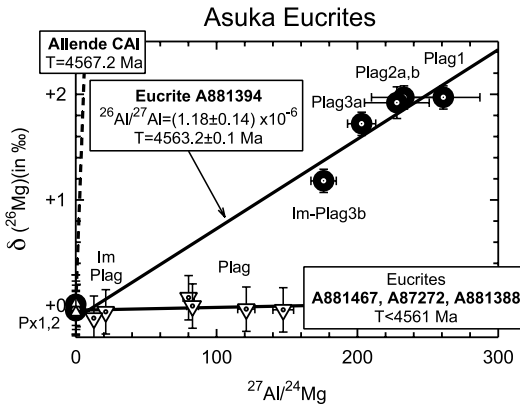 Asuka Eucrites
Allende CAI
T=4567.2 Ma
Plag1
Plag2a,b
+2
Eucrite A881394
²⁶Al/²⁷Al=(1.18±0.14) x10⁻⁶
T=4563.2±0.1 Ma
Plag3a
δ (²⁶Mg)(in ‰)
+1
Im-Plag3b
Im
Plag
Plag
Eucrites
A881467, A87272, A881388
T<4561 Ma
+0
Px1,2
0 100 200 300
²⁷Al/²⁴Mg